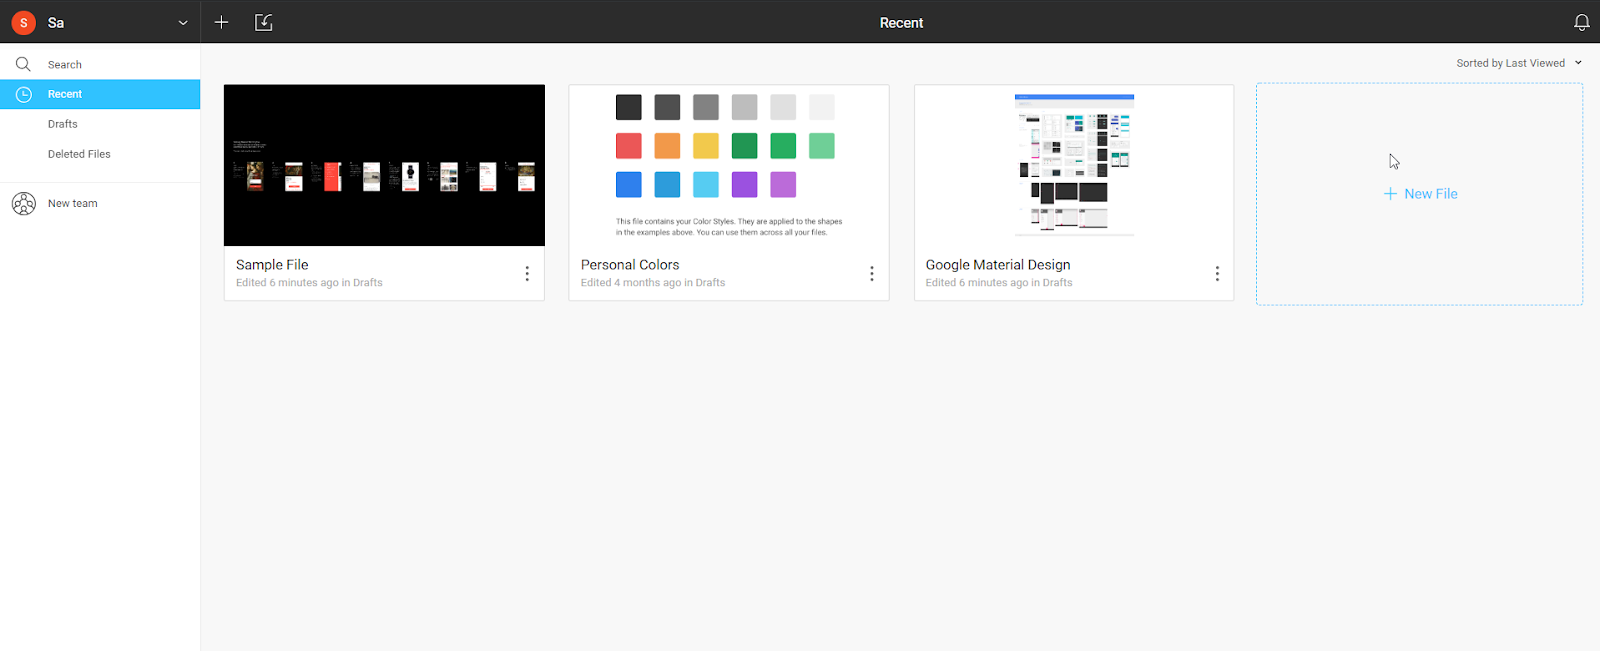 S
Sa
Recent
Search
Recent
Drafts
Deleted Files
New team
Sorted by Last Viewed
This file contains your Color Styles. They are applied to the shapes
in the examples above. You can use them across all your files.
New File
Sample File
Edited 6 minutes ago in Drafts
Personal Colors
Edited 4 months ago in Drafts
Google Material Design
Edited 6 minutes ago in Drafts